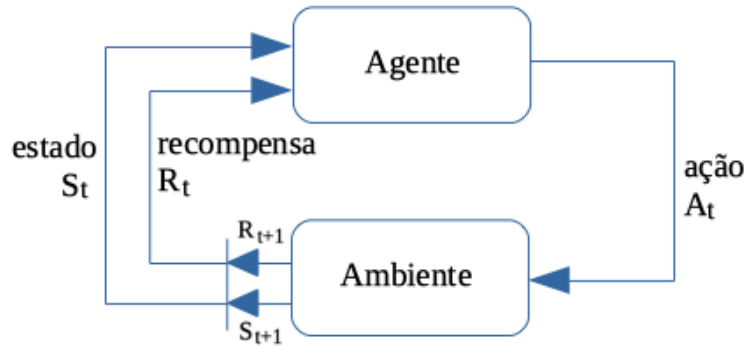 Agente
estado
St
recompensa
Rt
ação
At
Rt+1
Ambiente
St+1